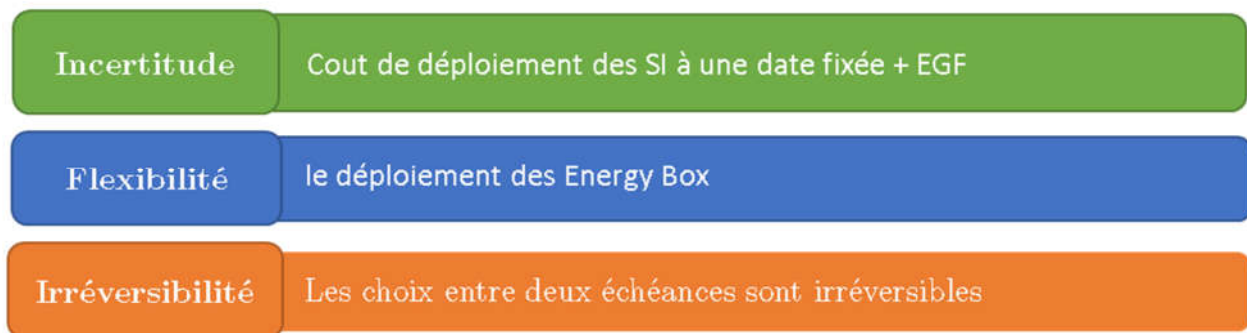 Incertitude
Cout de déploiement des SI à une date fixée + EGF
Flexibilité
le déploiement des Energy Box
Irréversibilité
Les choix entre deux échéances sont irréversibles